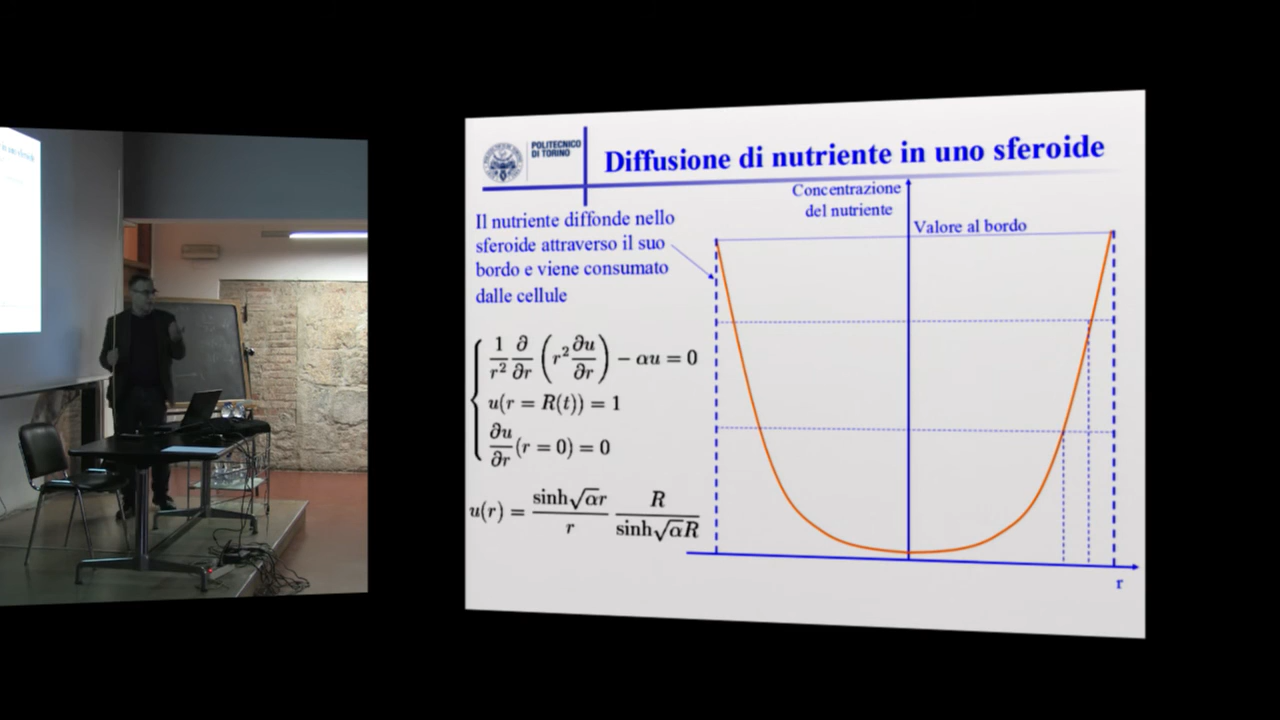 POLITECNICO
DI TORINO
Diffusione di nutriente in uno sferoide
Il nutriente diffonde nello
sferoide attraverso il suo
bordo e viene consumato
dalle cellule
1/r² ∂/∂r (r² ∂u/∂r) − αu = 0
u(r = R(t)) = 1
∂u/∂r (r = 0) = 0
u(r) = sinh√αr/r R/sinh√αR
Concentrazione
del nutriente
Valore al bordo
r